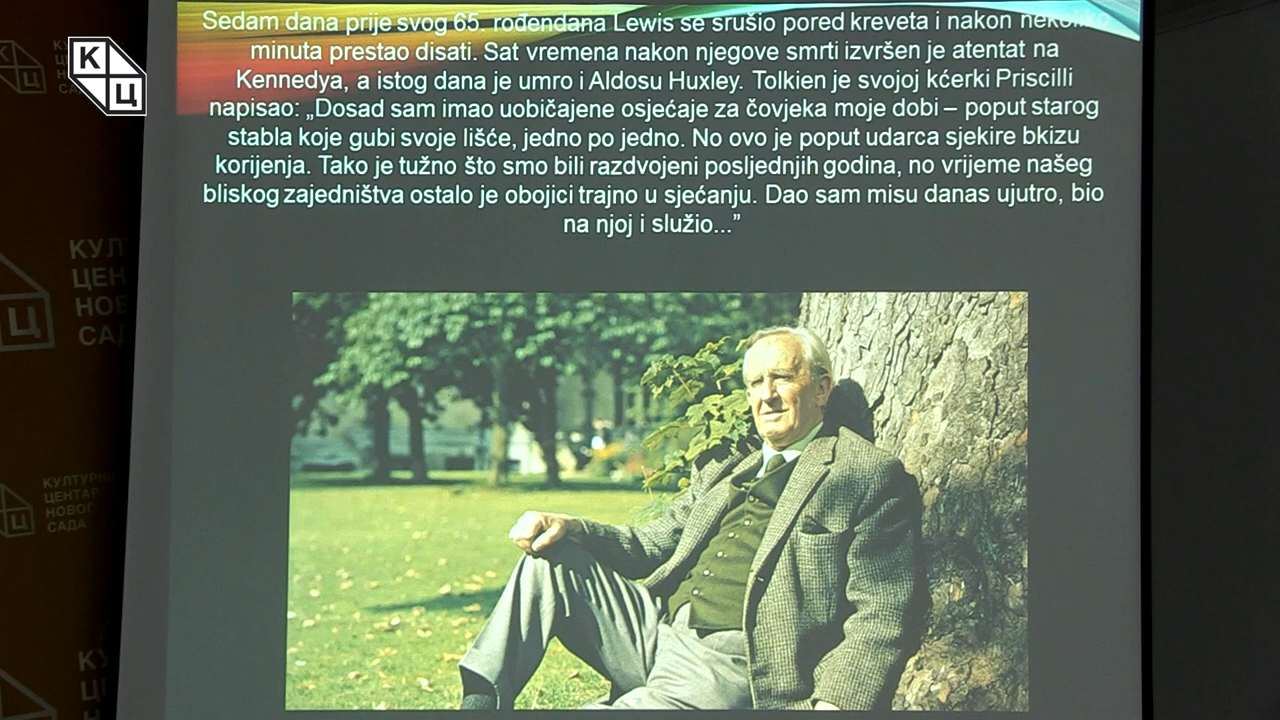 Sedam dana prije svog 65. rođendana Lewis se srušio pored kreveta i nakon nekoliko
minuta prestao disati. Sat vremena nakon njegove smrti izvršen je atentat na
Kennedya, a istog dana je umro i Aldosu Huxley. Tolkien je svojoj kćerki Priscilli
napisao: „Dosad sam imao uobičajene osjećaje za čovjeka moje dobi – poput starog
stabla koje gubi svoje lišće, jedno po jedno. No ovo je poput udarca sjekire bkizu
korijenja. Tako je tužno što smo bili razdvojeni posljednjih godina, no vrijeme našeg
bliskog zajedništva ostalo je obojici trajno u sjećanju. Dao sam misu danas ujutro, bio
na njoj i služio...”
К
Ц
Ц
КУЛТУРНИ
ЦЕНТАР
НОВОГ
САДА